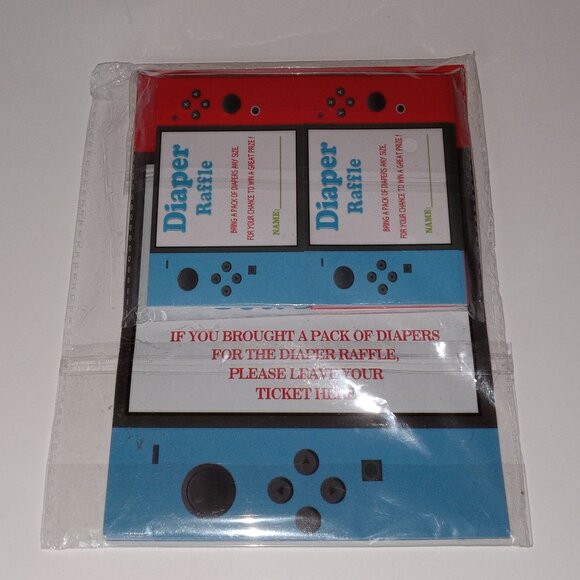 Diaper
Raffle
BRING A PACK OF DIAPERS ANY SIZE,
FOR YOUR CHANCE TO WIN A GREAT PRIZE !
NAME:
Diaper
Raffle
BRING A PACK OF DIAPERS ANY SIZE,
FOR YOUR CHANCE TO WIN A GREAT PRIZE !
NAME:
IF YOU BROUGHT A PACK OF DIAPERS
FOR THE DIAPER RAFFLE,
PLEASE LEAVE YOUR
TICKET HERE